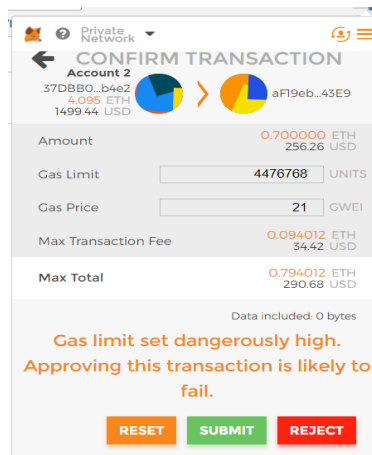 Private
Network
CONFIRM TRANSACTION
Account 2
37DBB0...b4e2
4.095 ETH
1499.44 USD
aF19eb...43E9
Amount
0.700000 ETH
256.26 USD
Gas Limit 4476768 UNITS
Gas Price 21 GWEI
Max Transaction Fee
0.094012 ETH
34.42 USD
Max Total
0.794012 ETH
290.68 USD
Data included: 0 bytes
Gas limit set dangerously high.
Approving this transaction is likely to
fail.
RESET SUBMIT REJECT